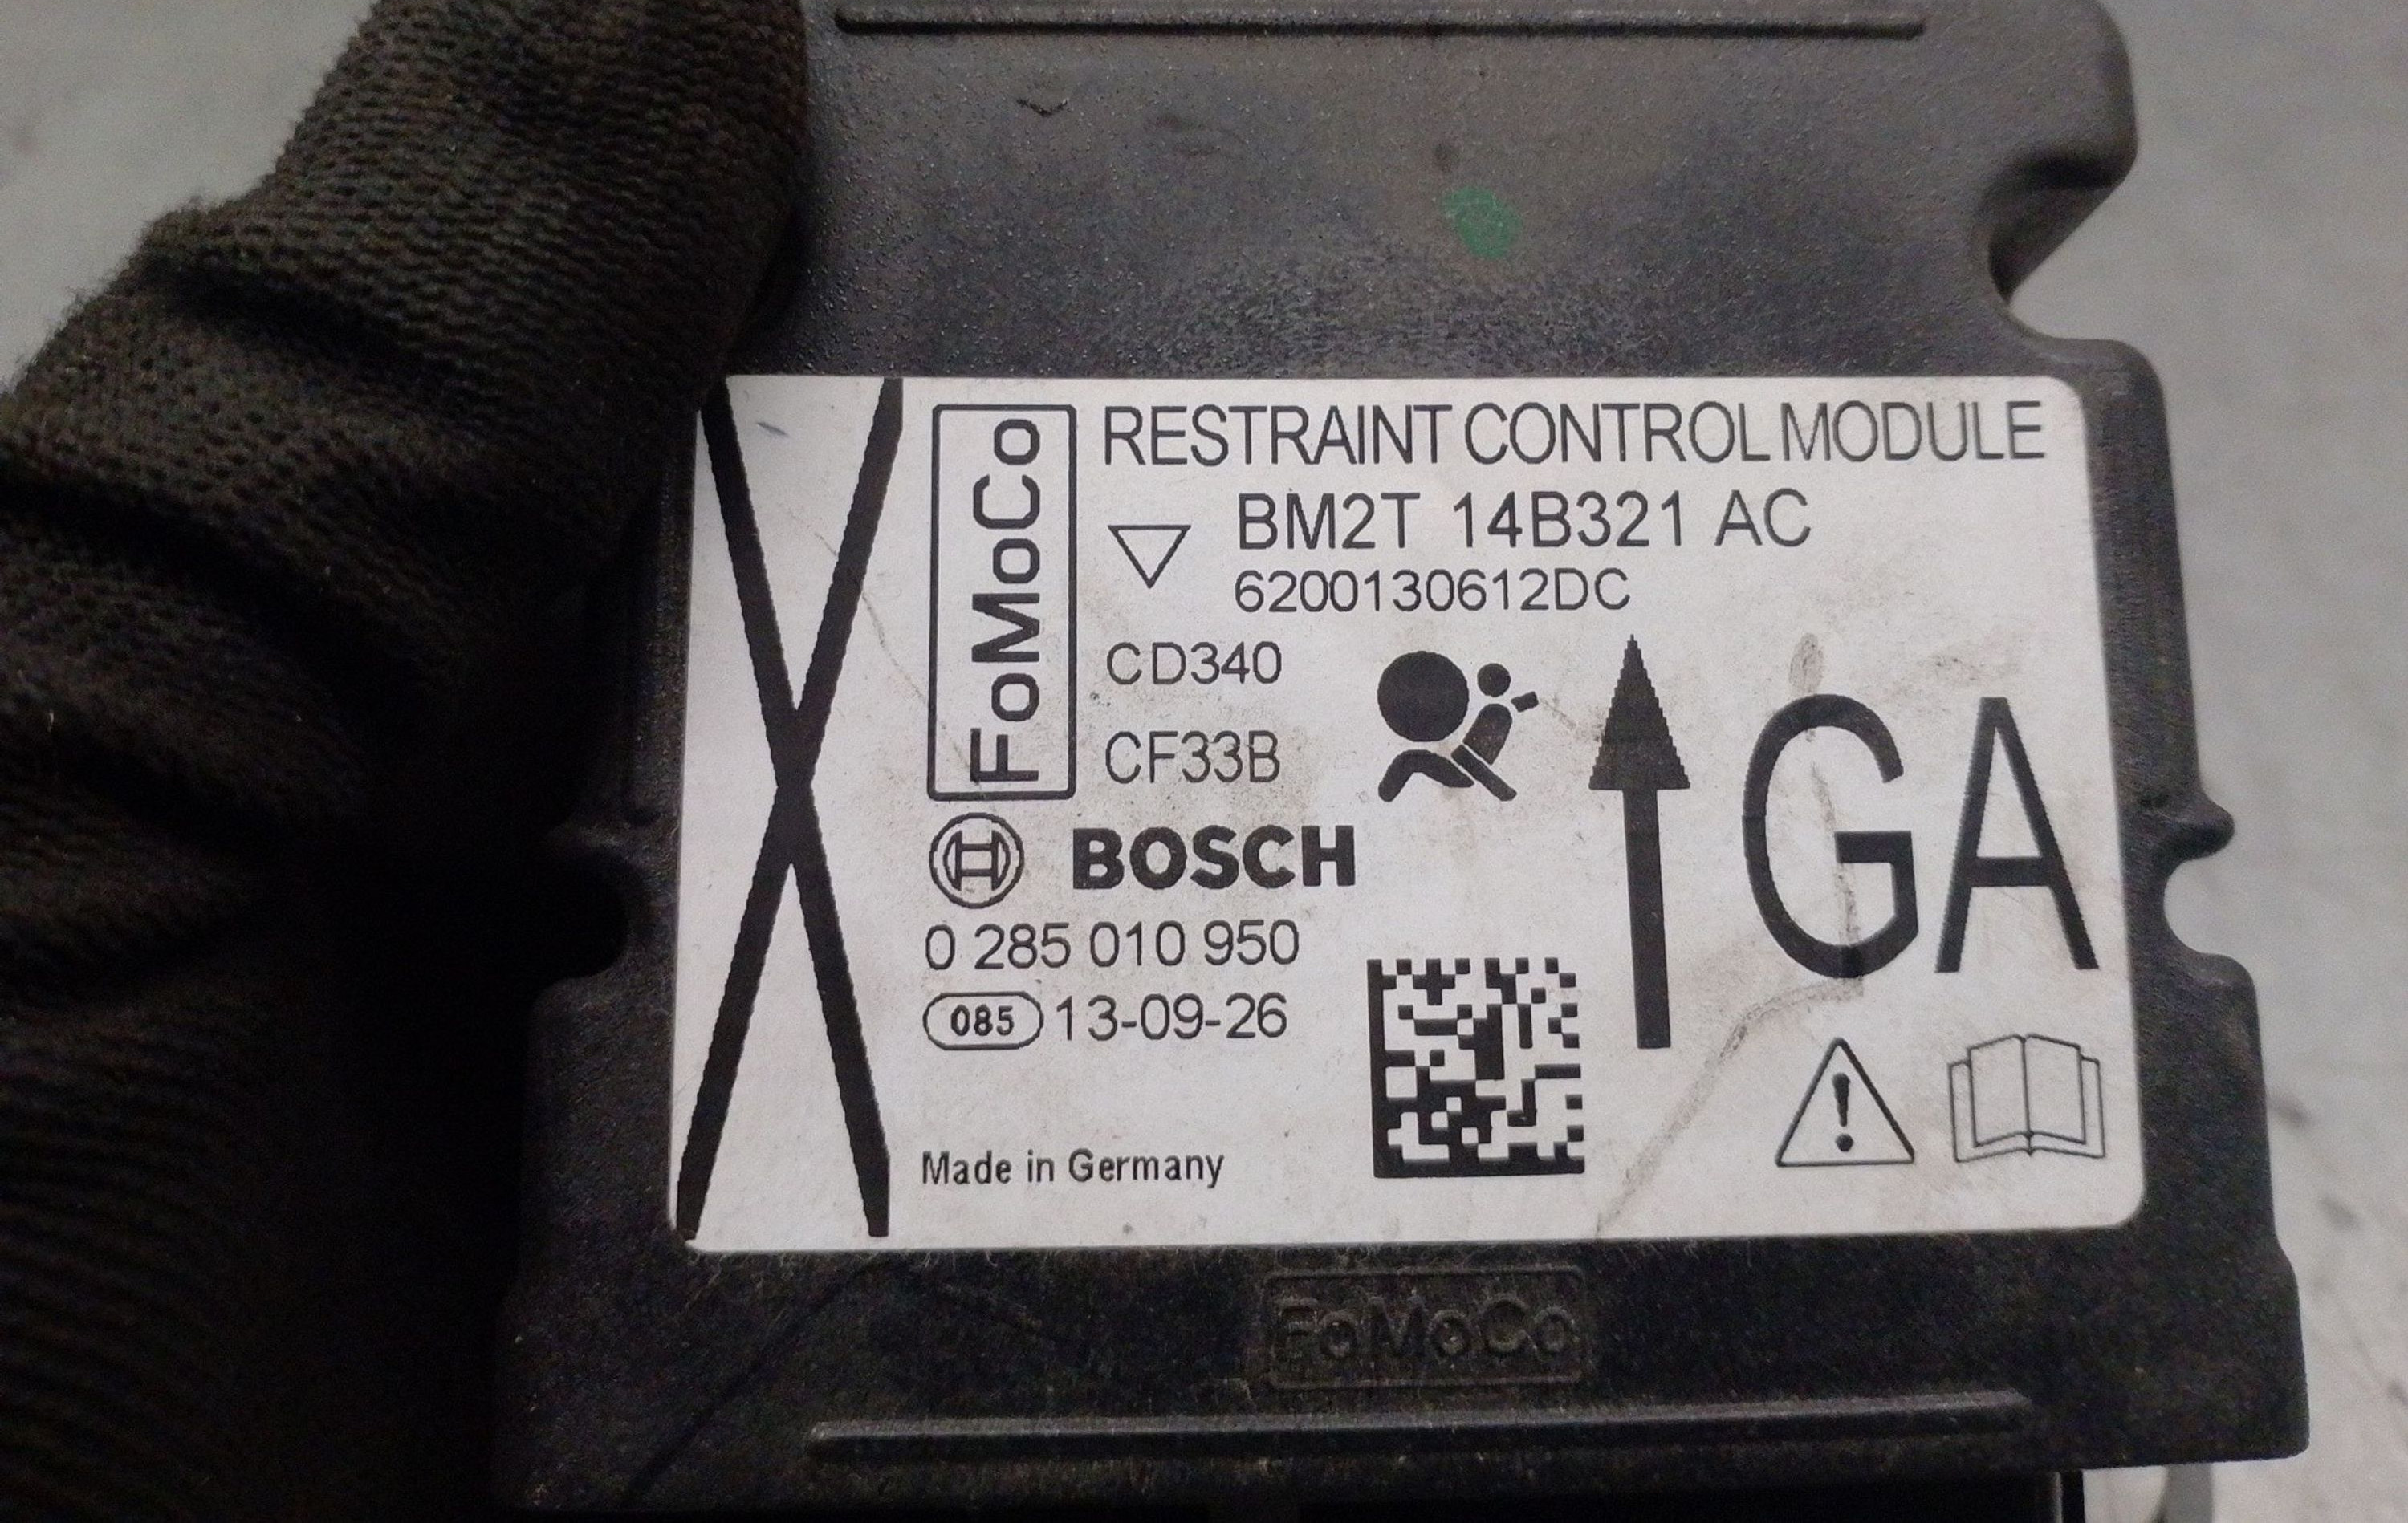 FoMoCo
RESTRAINT CONTROL MODULE
BM2T 14B321 AC
6200130612DC
CD340
CF33B
GA
BOSCH
0 285 010 950
085 13-09-26
Made in Germany
FoMoCo